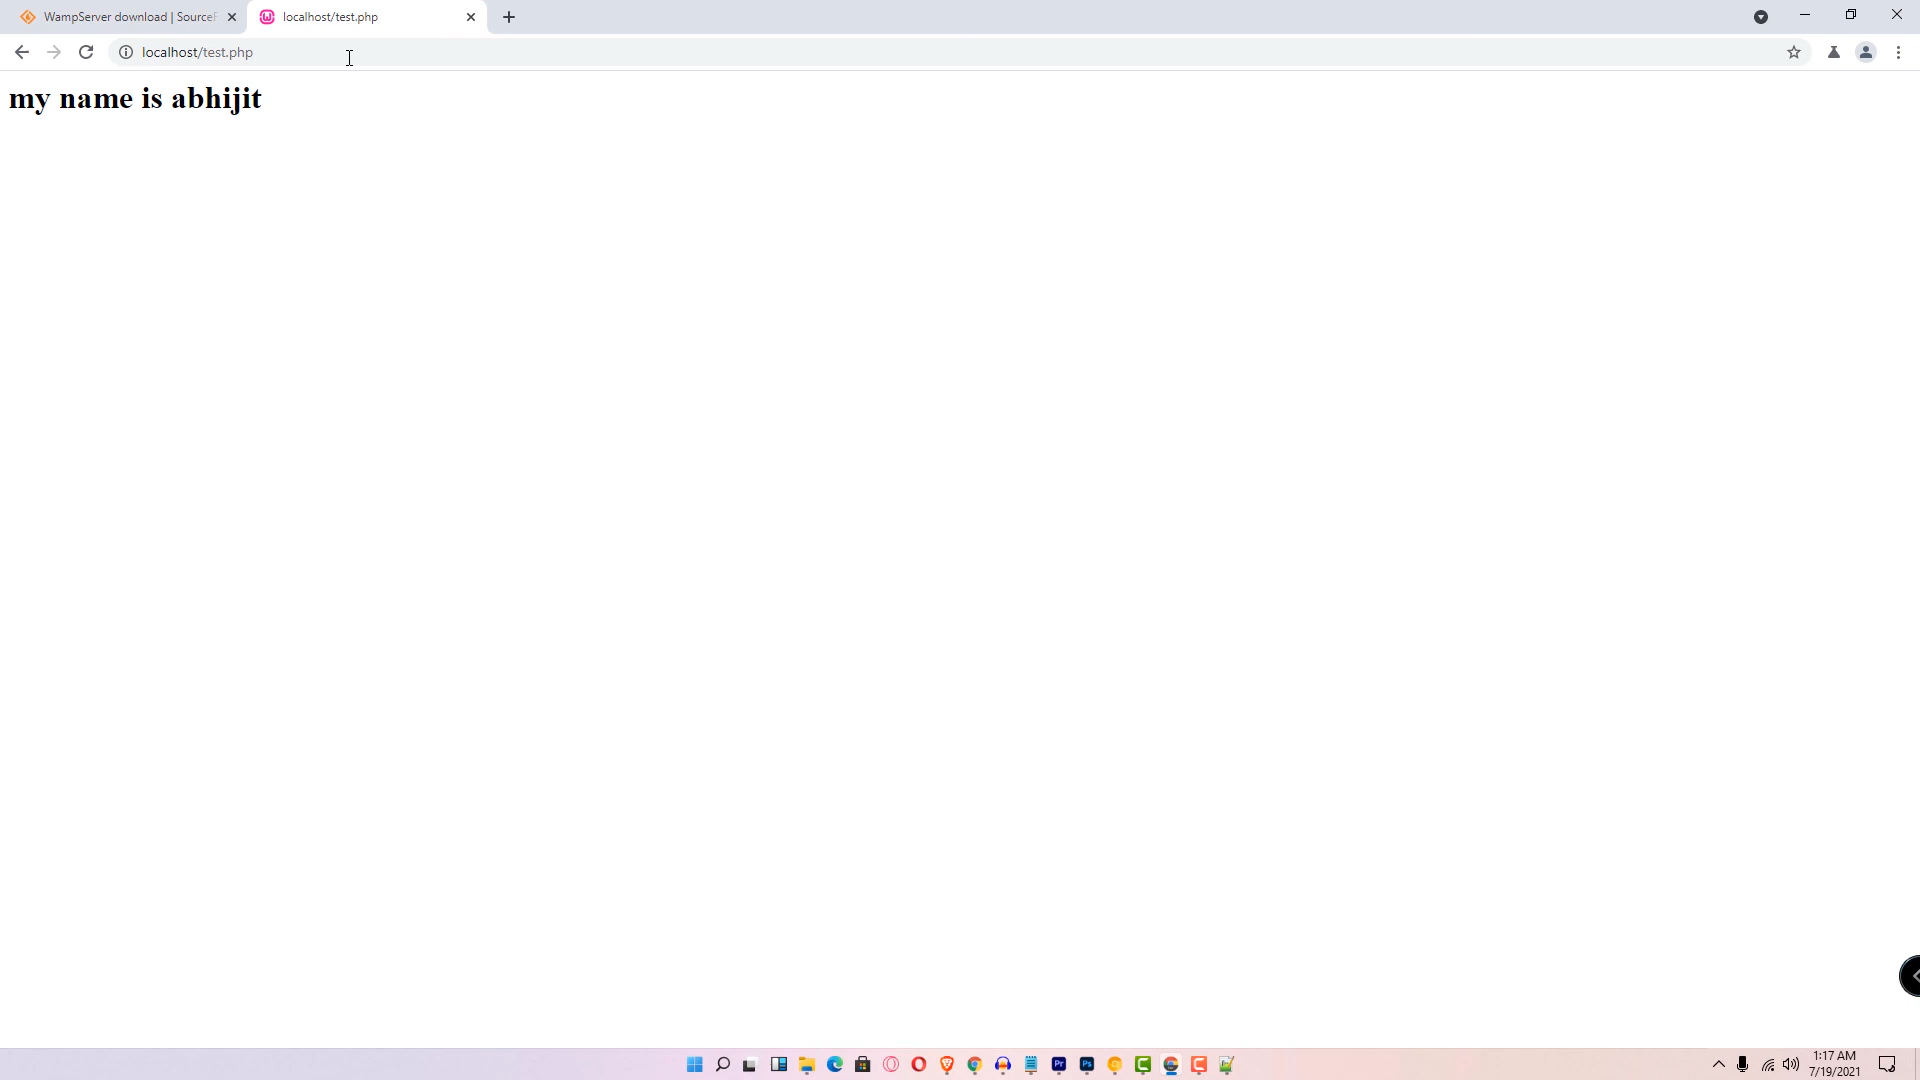 WampServer download | SourceF
localhost/test.php
localhost/test.php
my name is abhijit
1:17 AM
7/19/2021